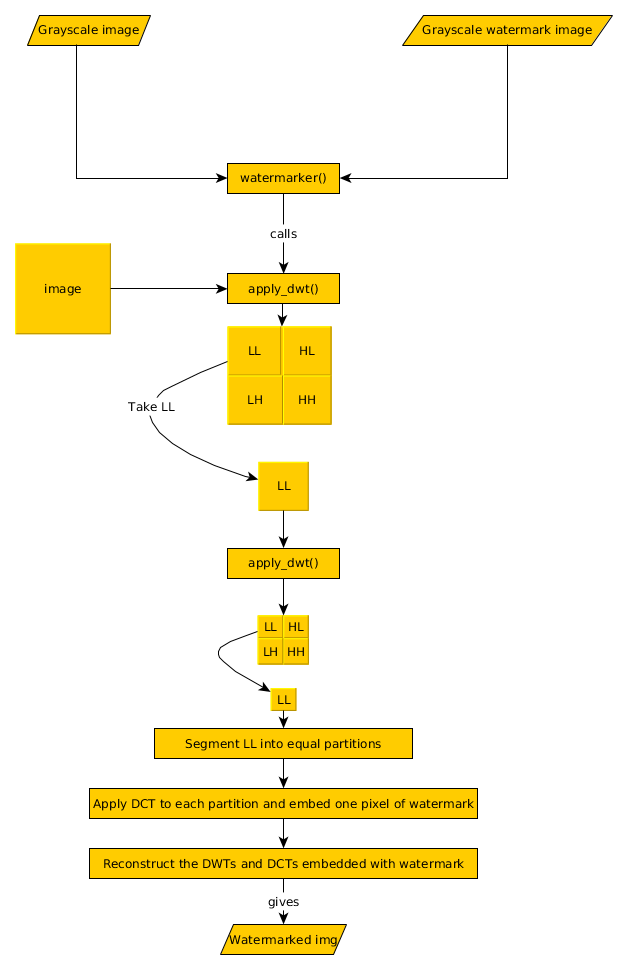 Grayscale image
Grayscale watermark image
watermarker()
calls
image
apply_dwt()
LL
HL
LH
HH
Take LL
LL
apply_dwt()
LL
HL
LH
HH
LL
Segment LL into equal partitions
Apply DCT to each partition and embed one pixel of watermark
Reconstruct the DWTs and DCTs embedded with watermark
gives
Watermarked img